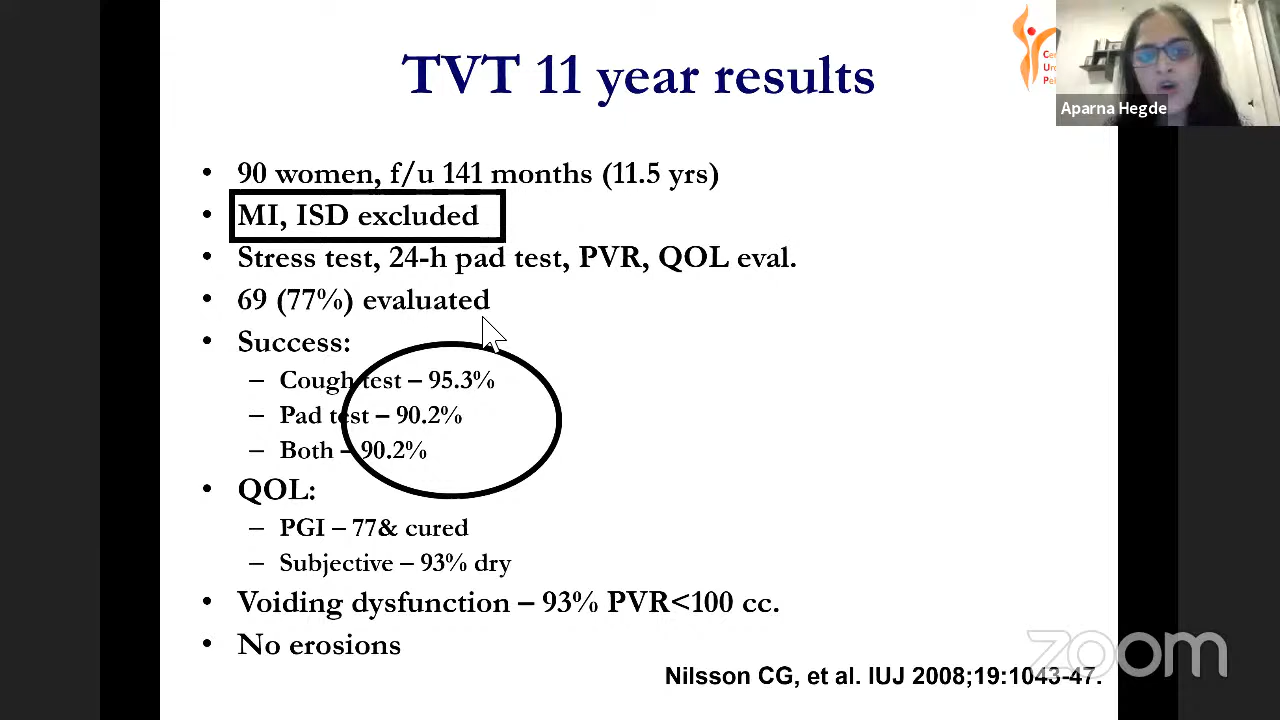 TVT 11 year results
Aparna Hegde
• 90 women, f/u 141 months (11.5 yrs)
• MI, ISD excluded
• Stress test, 24-h pad test, PVR, QOL eval.
• 69 (77%) evaluated
• Success:
– Cough test – 95.3%
– Pad test – 90.2%
– Both – 90.2%
• QOL:
– PGI – 77& cured
– Subjective – 93% dry
• Voiding dysfunction – 93% PVR<100 cc.
• No erosions
zoom
Nilsson CG, et al. IUJ 2008;19:1043-47.